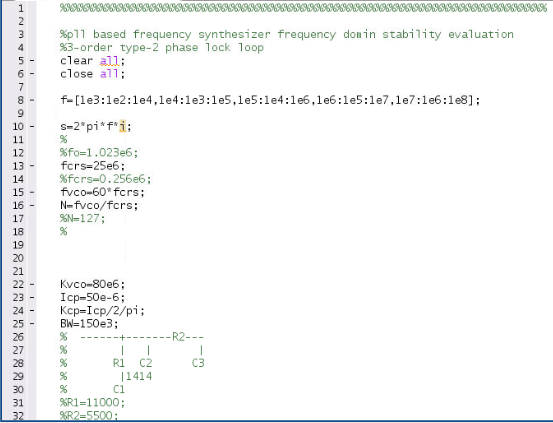 1 %%%%%%%%%%%%%%%%%%%%%%%%%%%%%%%%%%%%%%%%%%%%%%%%%%%%%%%%%%%%%%%%%%%%%%
2
3 %pll based frequency synthesizer frequency domin stability evaluation
4 %3-order type-2 phase lock loop
5 - clear all;
6 - close all;
7
8 - f=[1e3:1e2:1e4,1e4:1e3:1e5,1e5:1e4:1e6,1e6:1e5:1e7,1e7:1e6:1e8];
9
10 - s=2*pi*f*j;
11 %
12 %fo=1.023e6;
13 - fcrs=25e6;
14 %fcrs=0.256e6;
15 - fvco=60*fcrs;
16 - N=fvco/fcrs;
17 %N=127;
18 %
19
20
21
22 - Kvco=80e6;
23 - Icp=50e-6;
24 - Kcp=Icp/2/pi;
25 - BW=150e3;
26 % ------+-------R2---
27 % | | |
28 % R1 C2 C3
29 % |1414
30 % C1
31 %R1=11000;
32 %R2=5500;